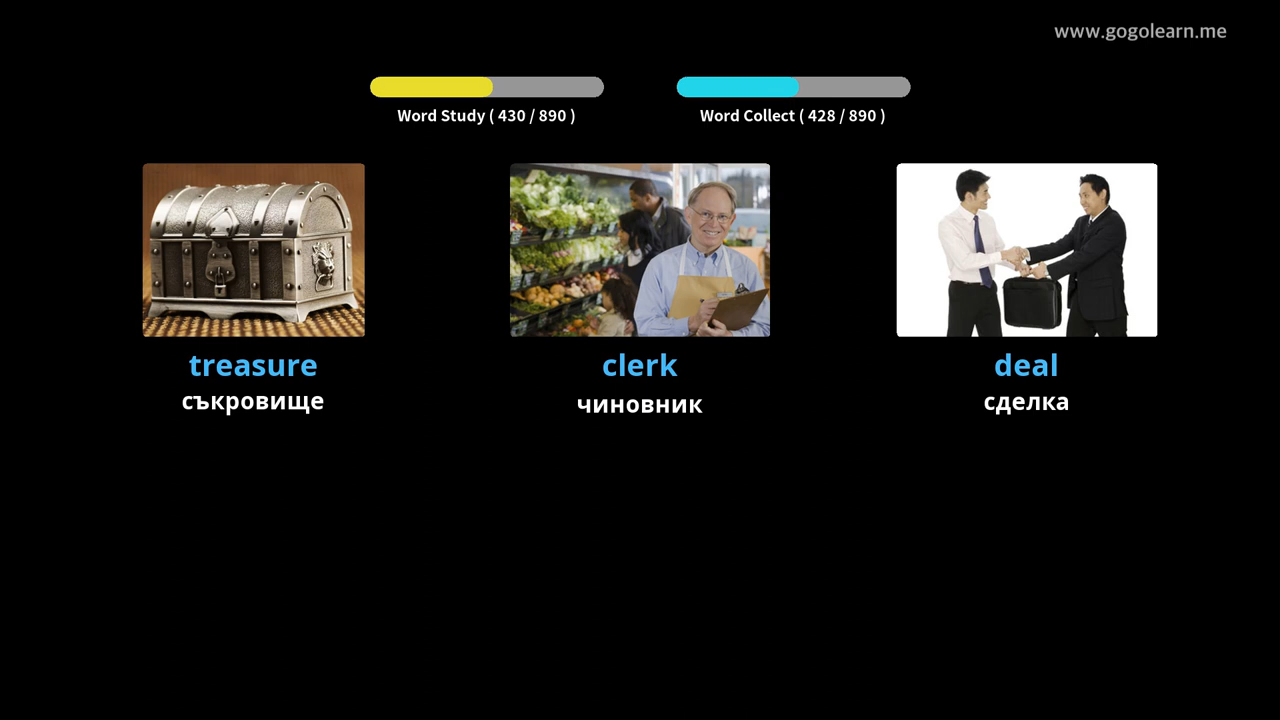 www.gogolearn.me
Word Study ( 430 / 890 )
Word Collect ( 428 / 890 )
treasure
съкровище
clerk
чиновник
deal
сделка